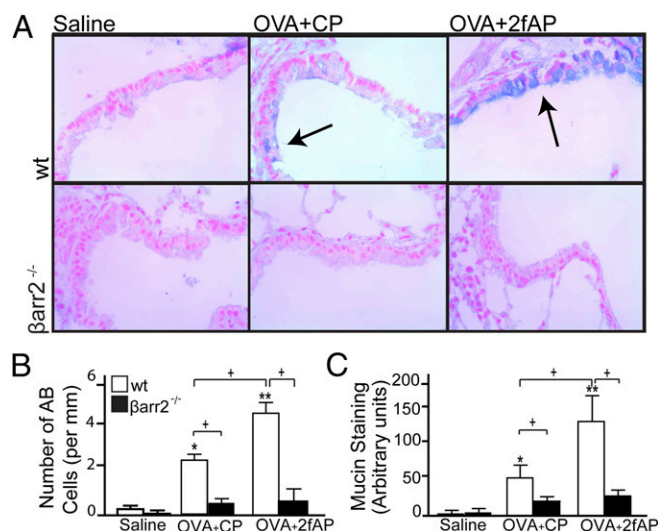 A
Saline
OVA+CP
OVA+2fAP
wt
βarr2 -/-
B
Number of AB
Cells (per mm)
6
4
2
0
wt
βarr2-/-
*
+
+
**
+
Saline
OVA+CP
OVA+2fAP
C
Mucin Staining
(Arbitrary units)
200
150
100
50
0
*
+
+
**
+
Saline
OVA+CP
OVA+2fAP